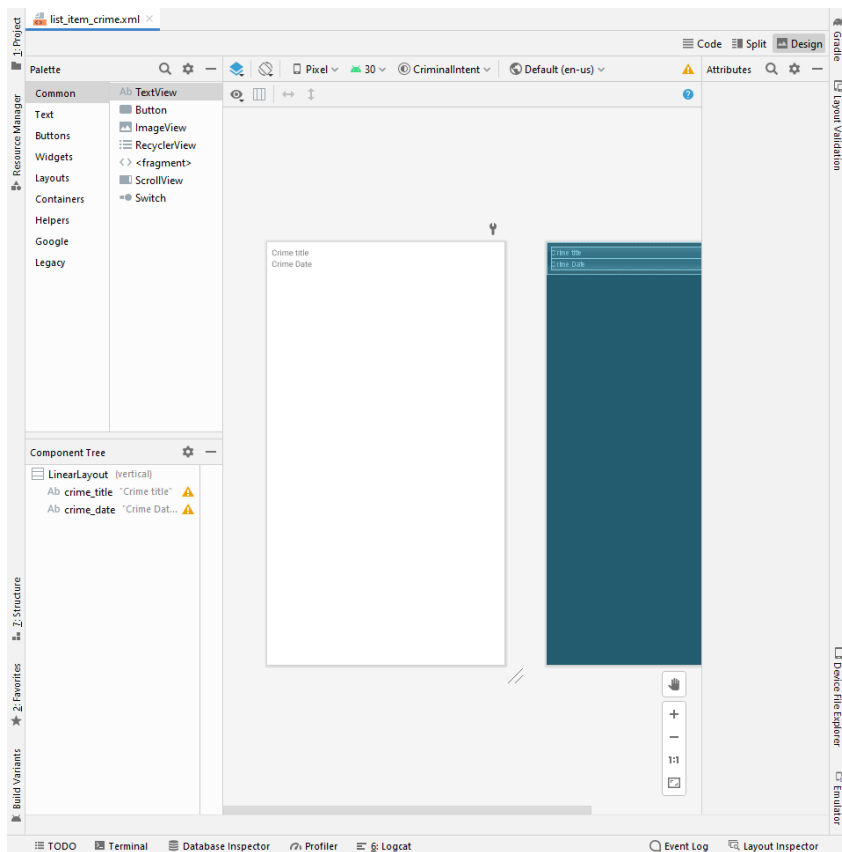 list_item_crime.xml
Code Split Design
Palette
Pixel 30 CriminalIntent Default (en-us)
Attributes
Common
Text
Buttons
Widgets
Layouts
Containers
Helpers
Google
Legacy
Ab TextView
Button
ImageView
RecyclerView
<> <fragment>
ScrollView
Switch
?
Crime title
Crime Date
Crime title
Crime Date
Component Tree
LinearLayout (vertical)
Ab crime_title "Crime title"
Ab crime_date "Crime Dat...
+
−
1:1
1: Project
Resource Manager
7: Structure
2: Favorites
Build Variants
Gradle
Layout Validation
Device File Explorer
Emulator
TODO Terminal Database Inspector Profiler 6: Logcat Event Log Layout Inspector